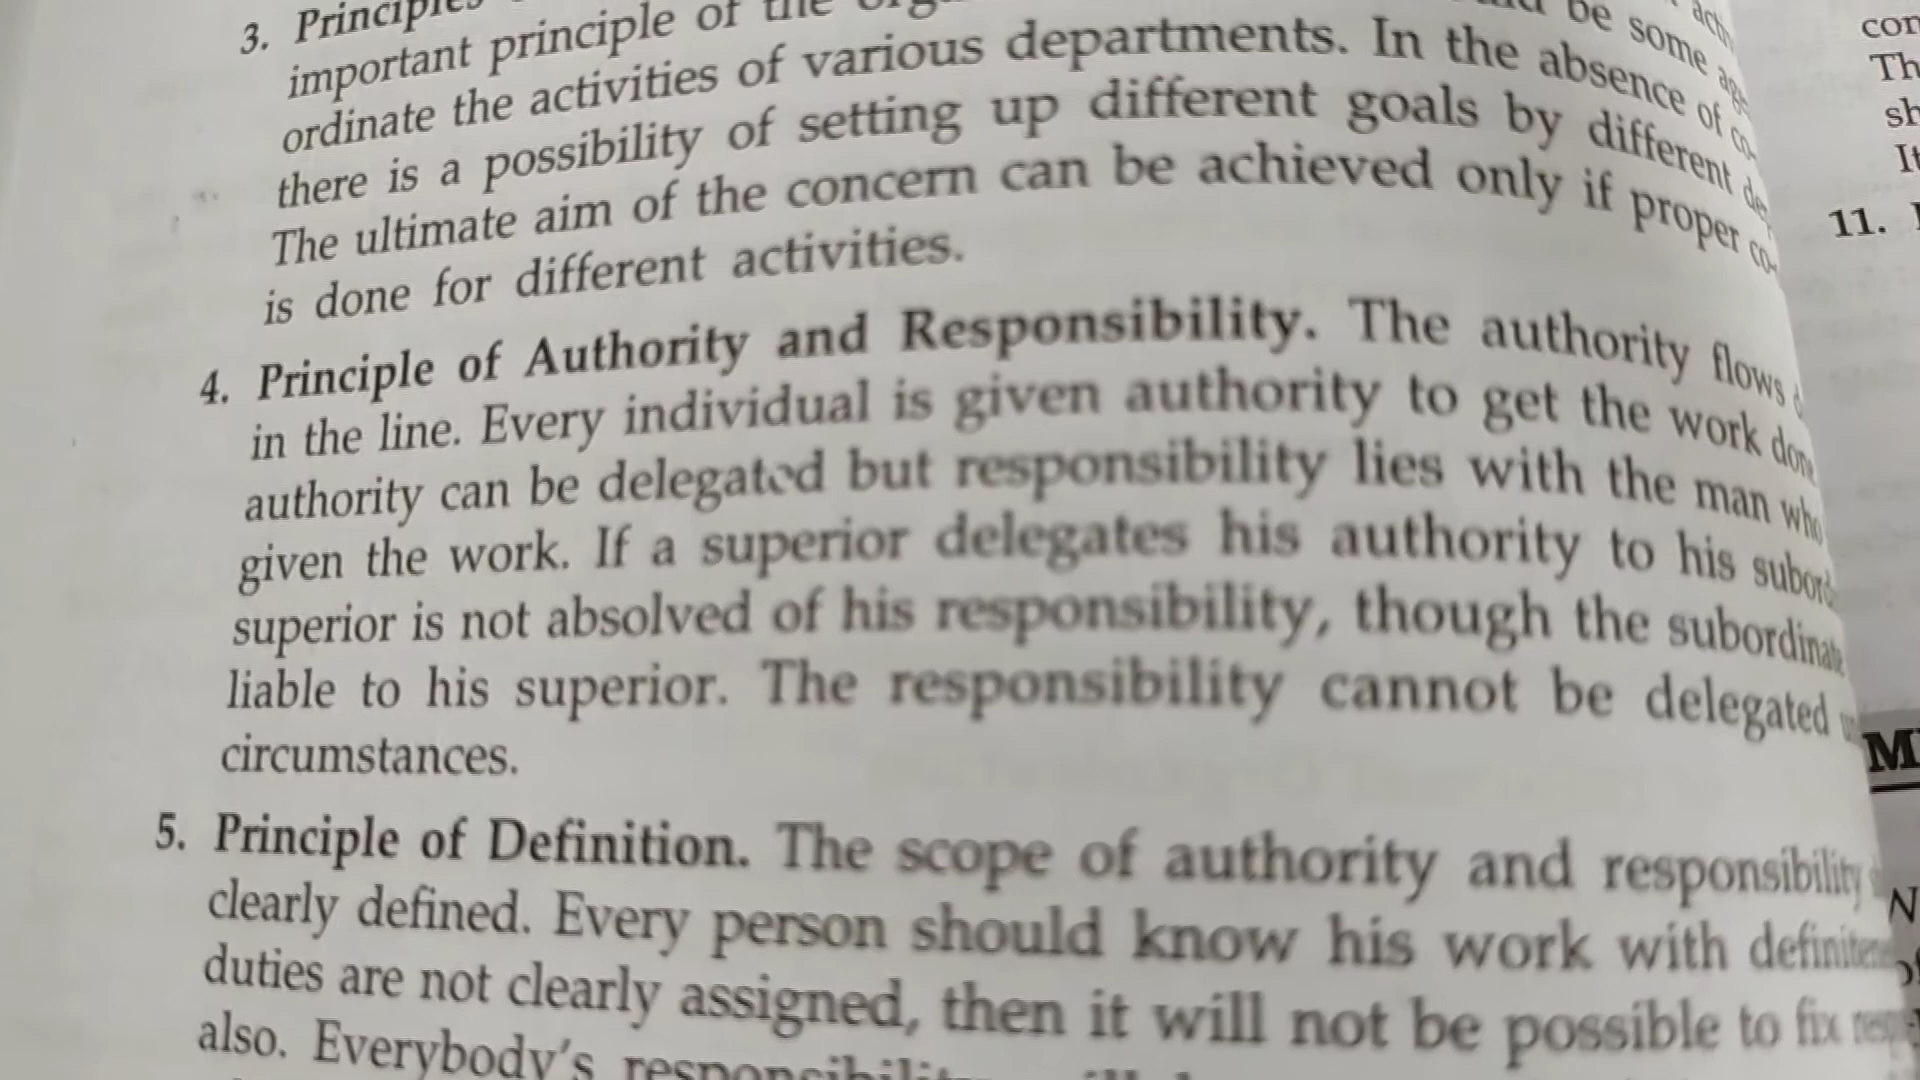 3. Principles
important principle of the
ordinate the activities of various departments. In the absence of co-
there is a possibility of setting up different goals by different
The ultimate aim of the concern can be achieved only if proper co-
is done for different activities.
4. Principle of Authority and Responsibility. The authority flows
in the line. Every individual is given authority to get the work done
authority can be delegated but responsibility lies with the man who
given the work. If a superior delegates his authority to his
superior is not absolved of his responsibility, though the
liable to his superior. The responsibility cannot be delegated
circumstances.
5. Principle of Definition. The scope of authority and responsibility
clearly defined. Every person should know his work with
duties are not clearly assigned, then it will not be possible to fix
also. Everybody's
be some
11.